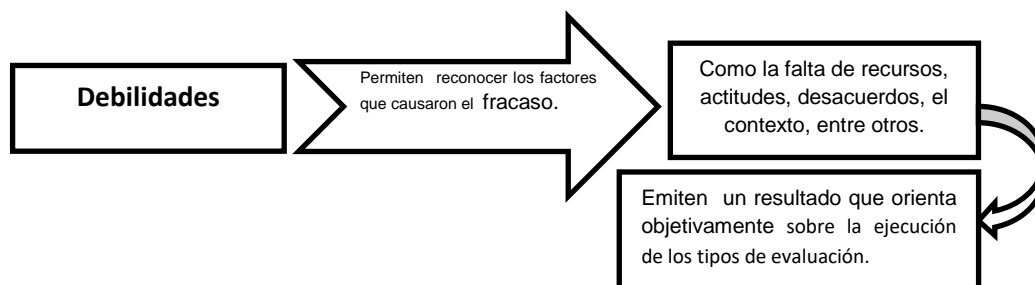 Debilidades
Permiten reconocer los factores
que causaron el fracaso.
Como la falta de recursos,
actitudes, desacuerdos, el
contexto, entre otros.
Emiten un resultado que orienta
objetivamente sobre la ejecución
de los tipos de evaluación.